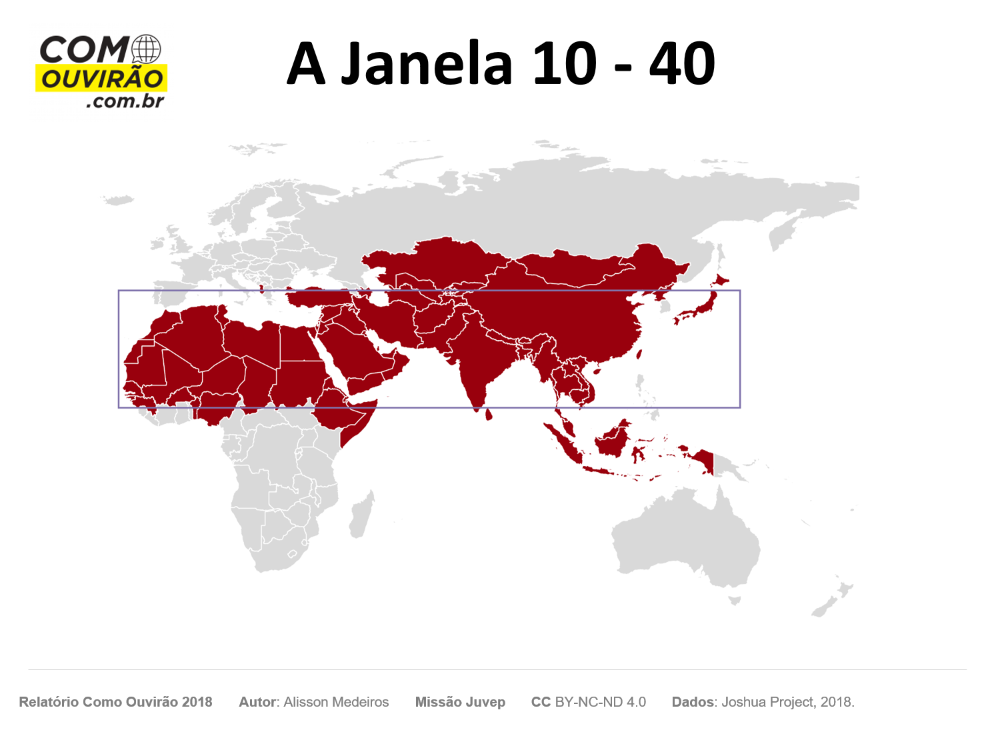 COMO
OUVIRÃO
.com.br
A Janela 10 - 40
Relatório Como Ouvirão 2018 Autor: Alisson Medeiros Missão Juvep CC BY-NC-ND 4.0 Dados: Joshua Project, 2018.